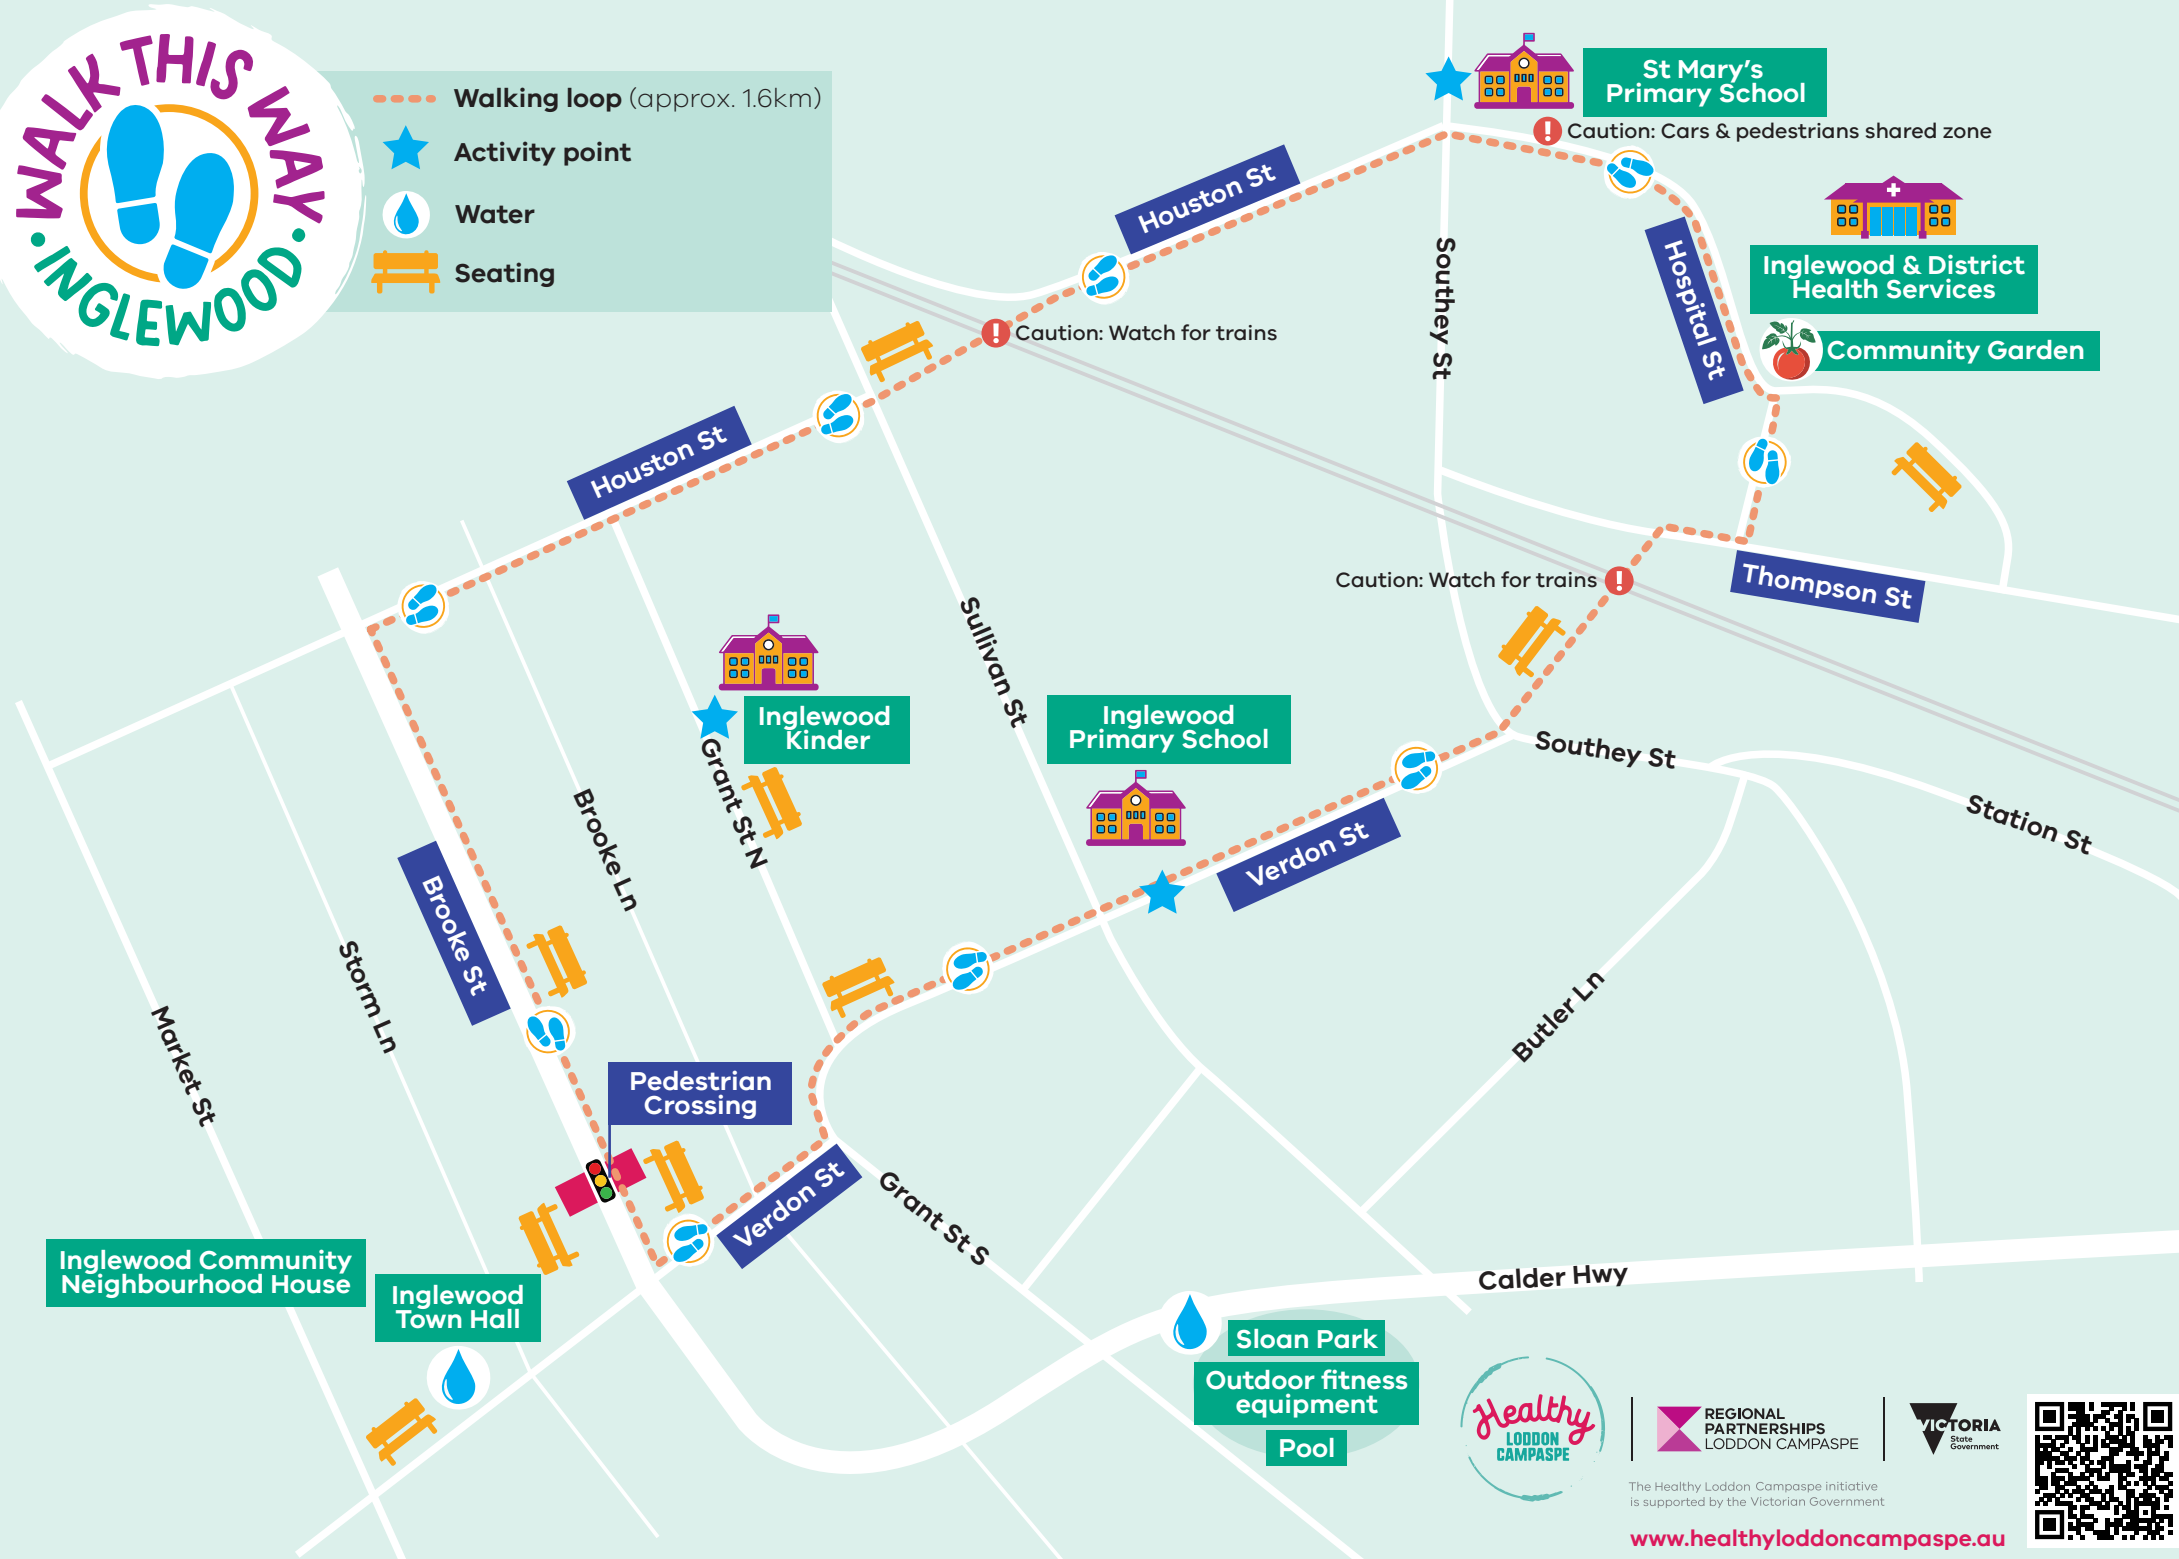 WALK THIS WAY
• INGLEWOOD •
Walking loop (approx. 1.6km)
Activity point
Water
Seating
St Mary's
Primary School
Caution: Cars & pedestrians shared zone
Houston St
Southey St
Hospital St
Inglewood & District
Health Services
Community Garden
Caution: Watch for trains
Houston St
Caution: Watch for trains
Thompson St
Sullivan St
Inglewood
Kinder
Inglewood
Primary School
Southey St
Grant St N
Brooke Ln
Station St
Verdon St
Brooke St
Storm Ln
Market St
Butler Ln
Pedestrian
Crossing
Verdon St
Grant St S
Inglewood Community
Neighbourhood House
Inglewood
Town Hall
Calder Hwy
Sloan Park
Outdoor fitness
equipment
Pool
Healthy
LODDON
CAMPASPE
REGIONAL
PARTNERSHIPS
LODDON CAMPASPE
VICTORIA
State
Government
The Healthy Loddon Campaspe initiative
is supported by the Victorian Government
www.healthyloddoncampaspe.au